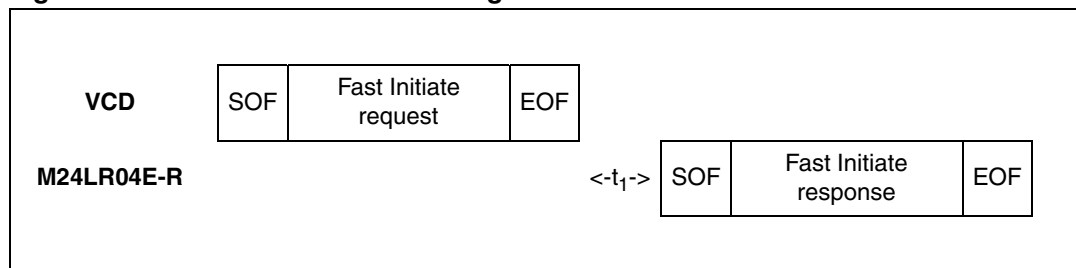 VCD SOF Fast Initiate request EOF
M24LR04E-R <-t1-> SOF Fast Initiate response EOF